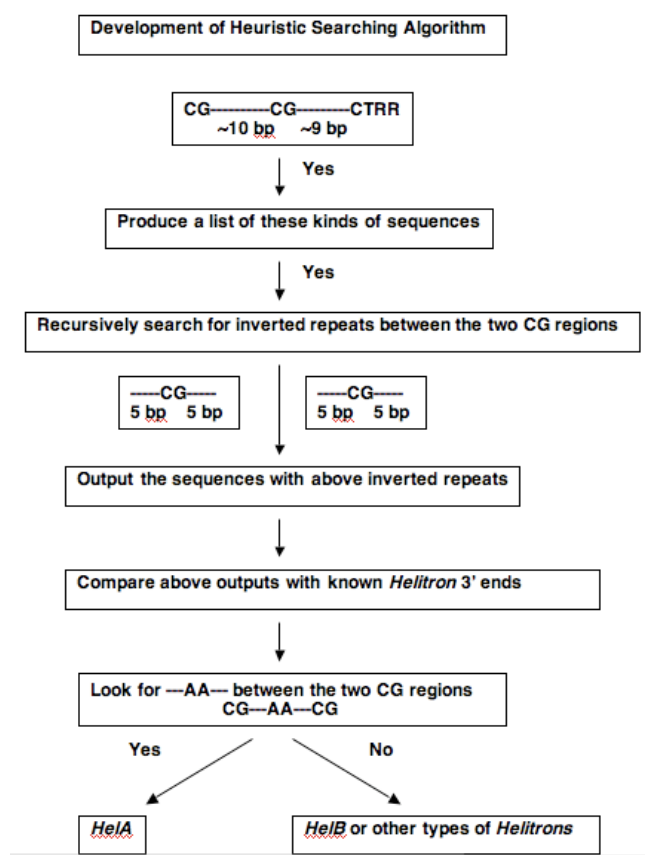 Development of Heuristic Searching Algorithm
CG----------CG---------CTRR
~10 bp ~9 bp
Yes
Produce a list of these kinds of sequences
Yes
Recursively search for inverted repeats between the two CG regions
-----CG-----
5 bp 5 bp
-----CG-----
5 bp 5 bp
Output the sequences with above inverted repeats
Compare above outputs with known Helitron 3' ends
Look for ---AA--- between the two CG regions
CG---AA---CG
Yes
No
HelA
HelB or other types of Helitrons